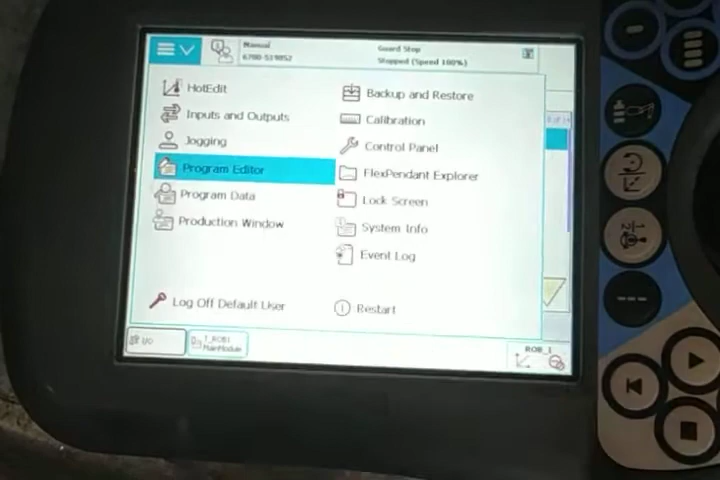 Manual
6700-519852
Guard Stop
Stopped (Speed 100%)
HotEdit
Inputs and Outputs
Jogging
Program Editor
Program Data
Production Window
Backup and Restore
Calibration
Control Panel
FlexPendant Explorer
Lock Screen
System Info
Event Log
Log Off Default User
Restart
I/O
T_ROB1
MainModule
ROB_1